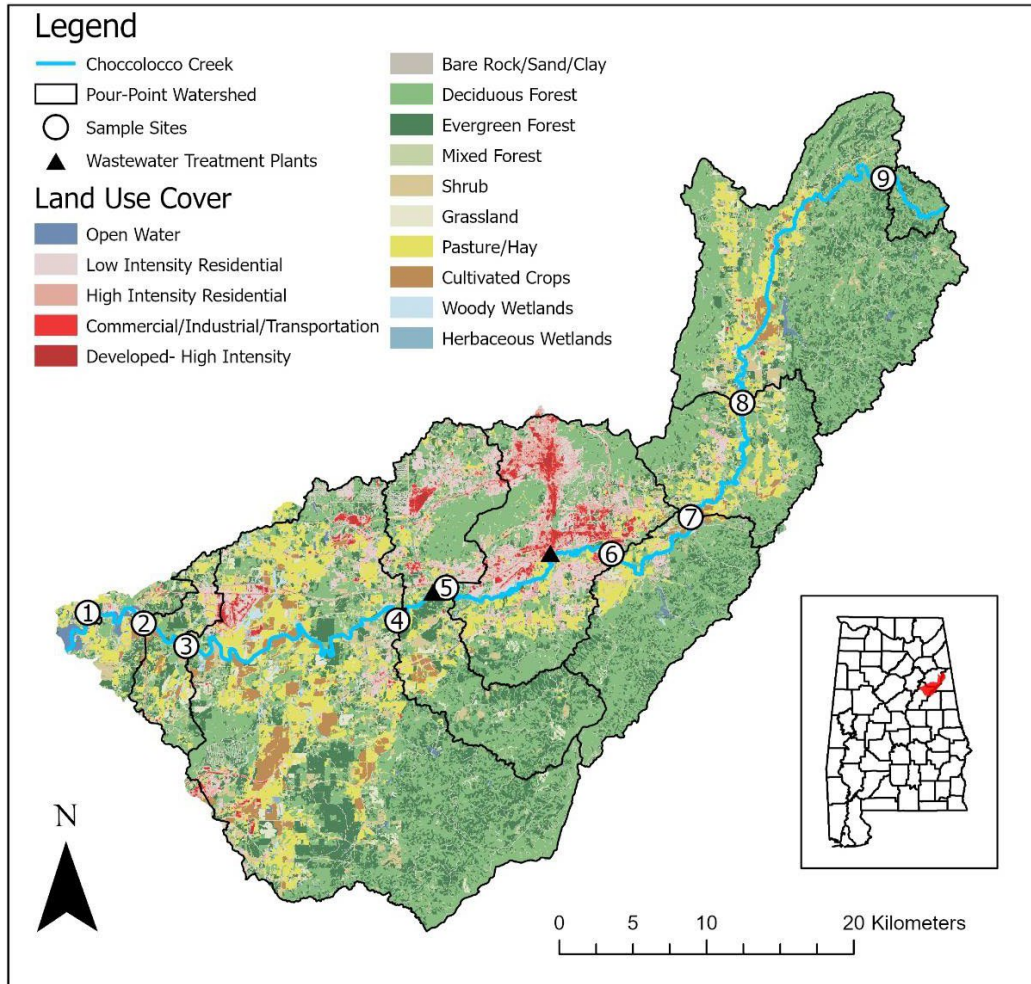 Legend
Choccolocco Creek
Pour-Point Watershed
Sample Sites
Wastewater Treatment Plants
Land Use Cover
Open Water
Low Intensity Residential
High Intensity Residential
Commercial/Industrial/Transportation
Developed- High Intensity
Bare Rock/Sand/Clay
Deciduous Forest
Evergreen Forest
Mixed Forest
Shrub
Grassland
Pasture/Hay
Cultivated Crops
Woody Wetlands
Herbaceous Wetlands
9
8
7
6
5
4
1
2
3
N
0 5 10 20 Kilometers